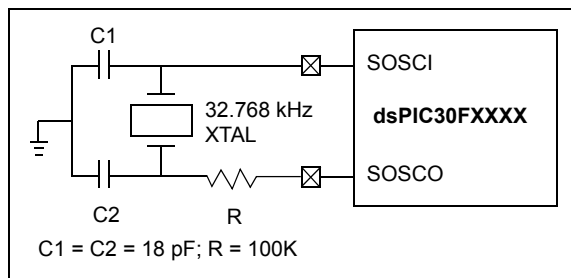 C1
SOSCI
32.768 kHz
XTAL
dsPIC30FXXXX
SOSCO
C2
R
C1 = C2 = 18 pF; R = 100K